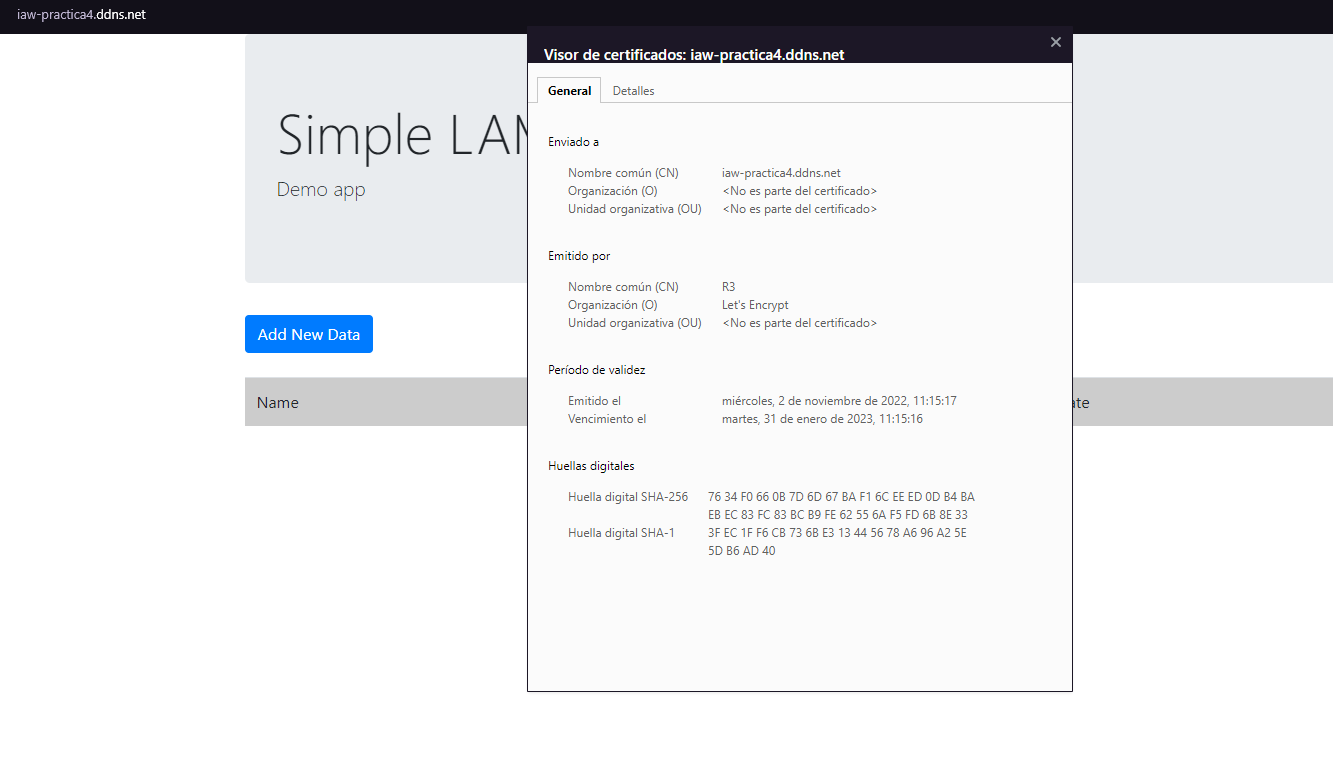 iaw-practica4.ddns.net
Visor de certificados: iaw-practica4.ddns.net
General Detalles
Simple LAM
Demo app
Add New Data
Name
ate
Enviado a
Nombre común (CN) iaw-practica4.ddns.net
Organización (O) <No es parte del certificado>
Unidad organizativa (OU) <No es parte del certificado>
Emitido por
Nombre común (CN) R3
Organización (O) Let's Encrypt
Unidad organizativa (OU) <No es parte del certificado>
Período de validez
Emitido el miércoles, 2 de noviembre de 2022, 11:15:17
Vencimiento el martes, 31 de enero de 2023, 11:15:16
Huellas digitales
Huella digital SHA-256 76 34 F0 66 0B 7D 6D 67 BA F1 6C EE ED 0D B4 BA
EB EC 83 FC 83 BC B9 FE 62 55 6A F5 FD 6B 8E 33
Huella digital SHA-1 3F EC 1F F6 CB 73 6B E3 13 44 56 78 A6 96 A2 5E
5D B6 AD 40